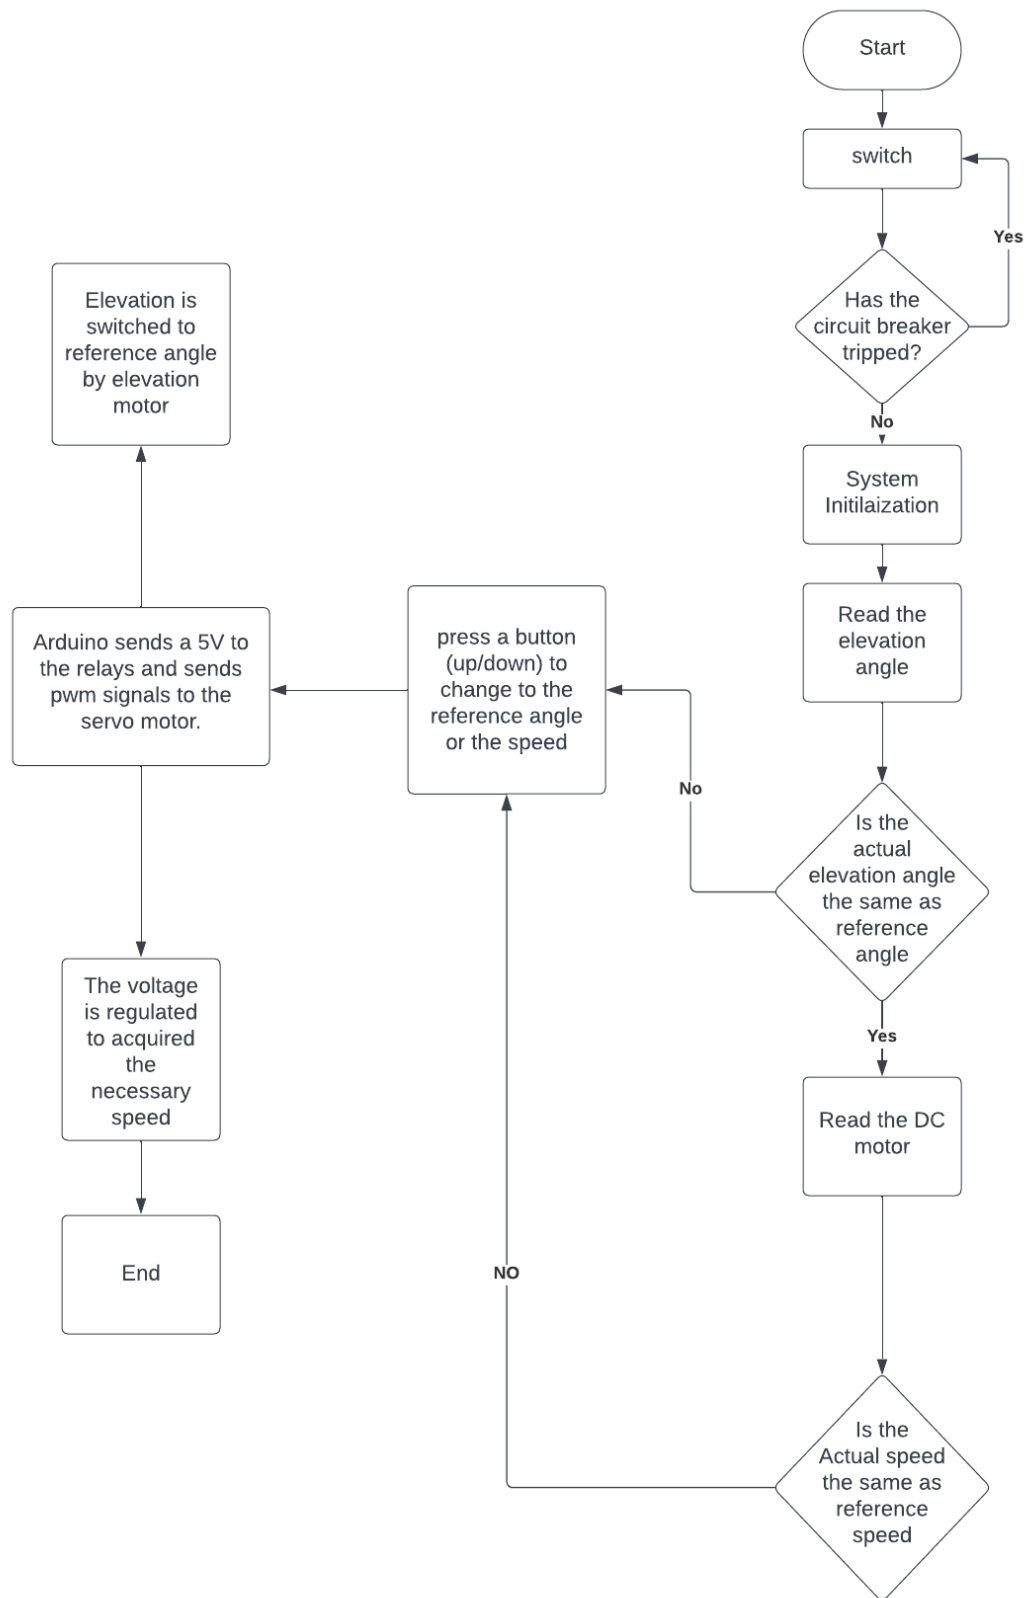 Start
switch
Yes
Has the
circuit breaker
tripped?
No
System
Initilaization
Read the
elevation
angle
Is the
actual
elevation angle
the same as
reference
angle
No
Yes
Read the DC
motor
Is the
Actual speed
the same as
reference
speed
NO
press a button
(up/down) to
change to the
reference angle
or the speed
Arduino sends a 5V to
the relays and sends
pwm signals to the
servo motor.
Elevation is
switched to
reference angle
by elevation
motor
The voltage
is regulated
to acquired
the
necessary
speed
End